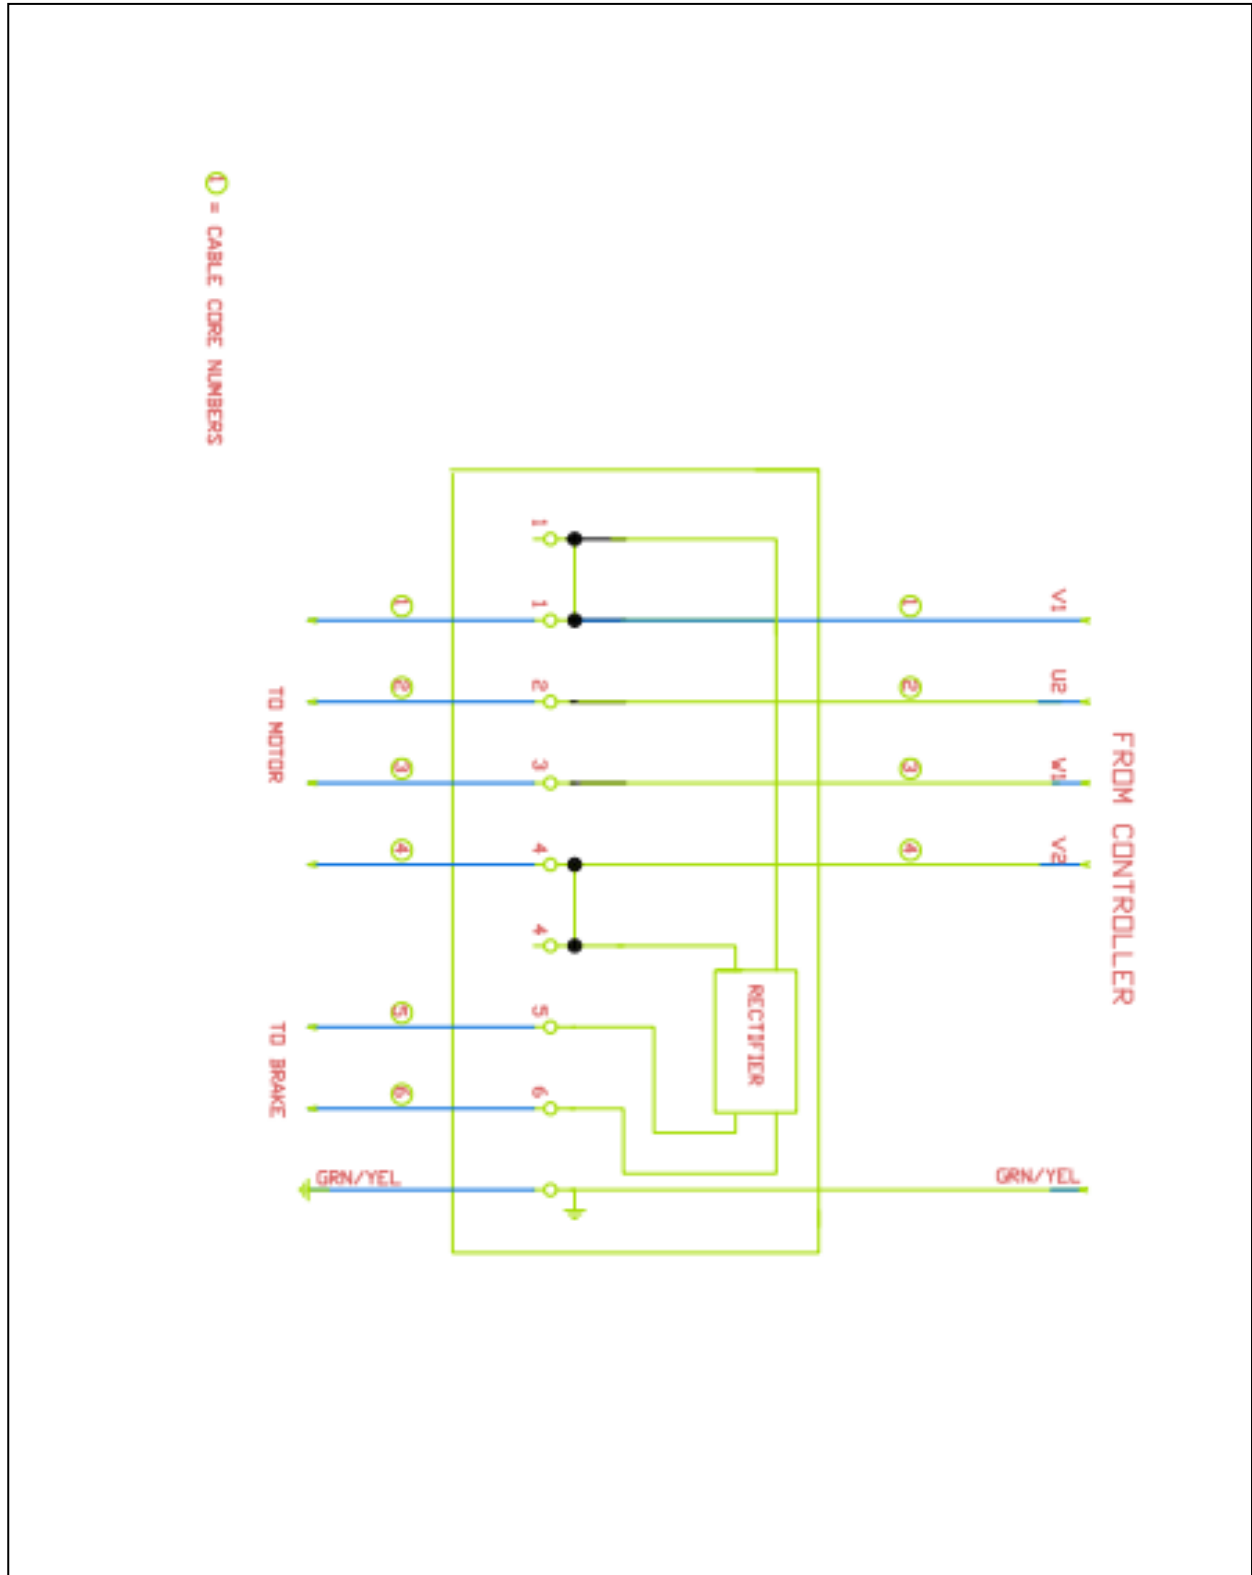 FROM CONTROLLER
V1
U2
W1
V2
GRN/YEL
1
2
3
4
RECTIFIER
1
1
2
3
4
4
5
6
1
2
3
4
5
6
GRN/YEL
TO MOTOR
TO BRAKE
1 = CABLE CORE NUMBERS